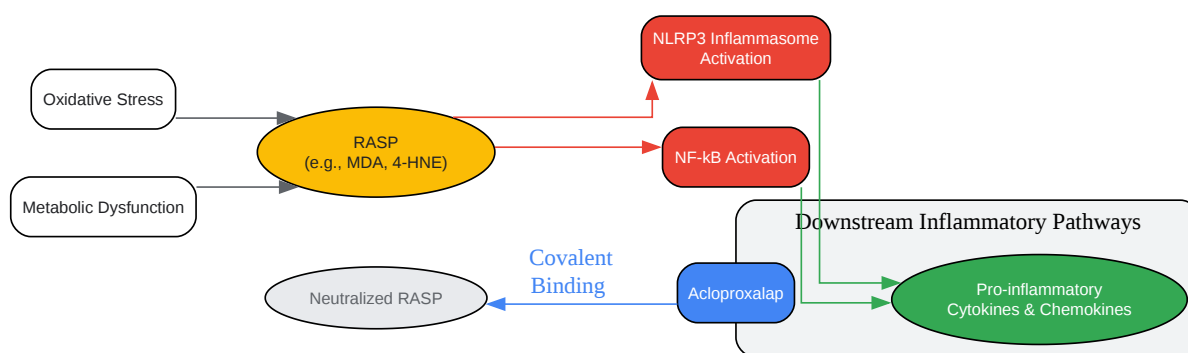 NLRP3 Inflammasome
Activation
Oxidative Stress
RASP
(e.g., MDA, 4-HNE)
NF-kB Activation
Metabolic Dysfunction
Downstream Inflammatory Pathways
Covalent
Binding
Neutralized RASP
Acloproxalap
Pro-inflammatory
Cytokines & Chemokines